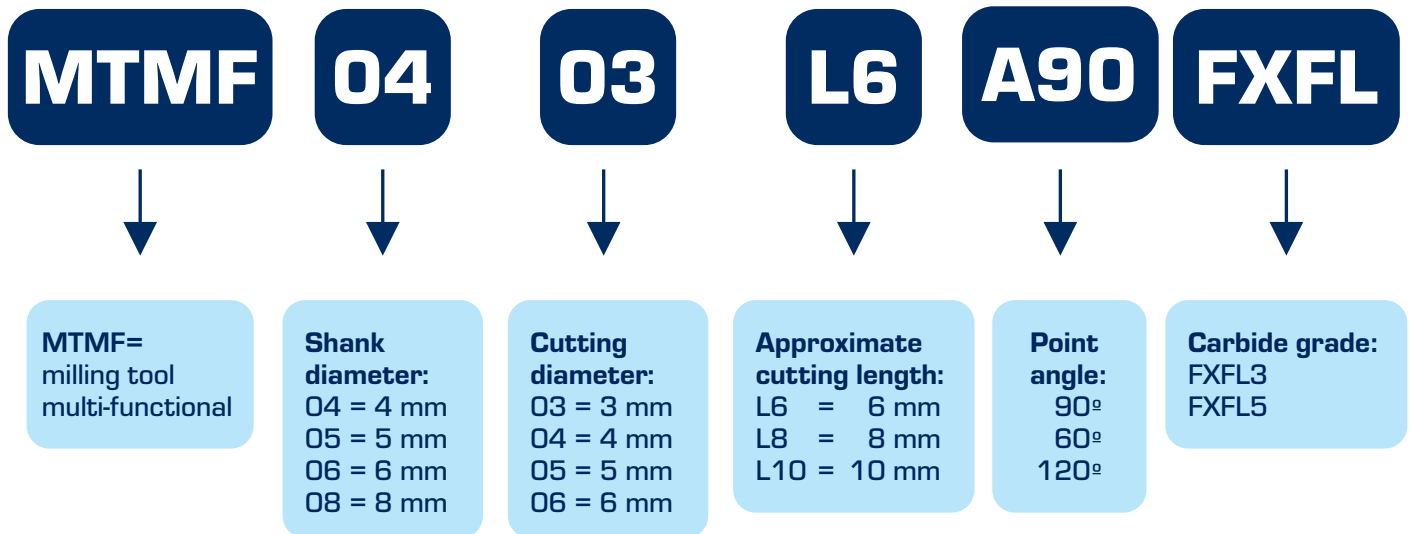 MTMF 04 03 L6 A90 FXFL
MTMF=
milling tool
multi-functional
Shank
diameter:
04 = 4 mm
05 = 5 mm
06 = 6 mm
08 = 8 mm
Cutting
diameter:
03 = 3 mm
04 = 4 mm
05 = 5 mm
06 = 6 mm
Approximate
cutting length:
L6 = 6 mm
L8 = 8 mm
L10 = 10 mm
Point
angle:
90º
60º
120º
Carbide grade:
FXFL3
FXFL5